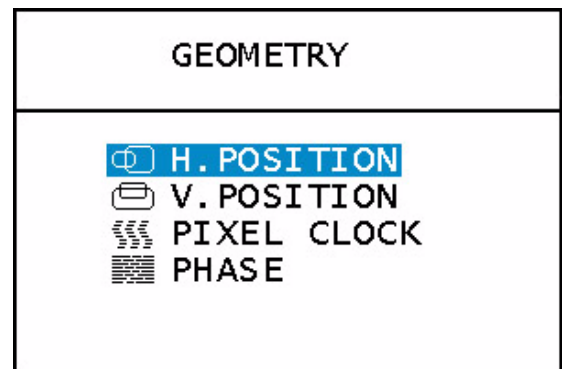 GEOMETRY
H.POSITION
V.POSITION
PIXEL CLOCK
PHASE